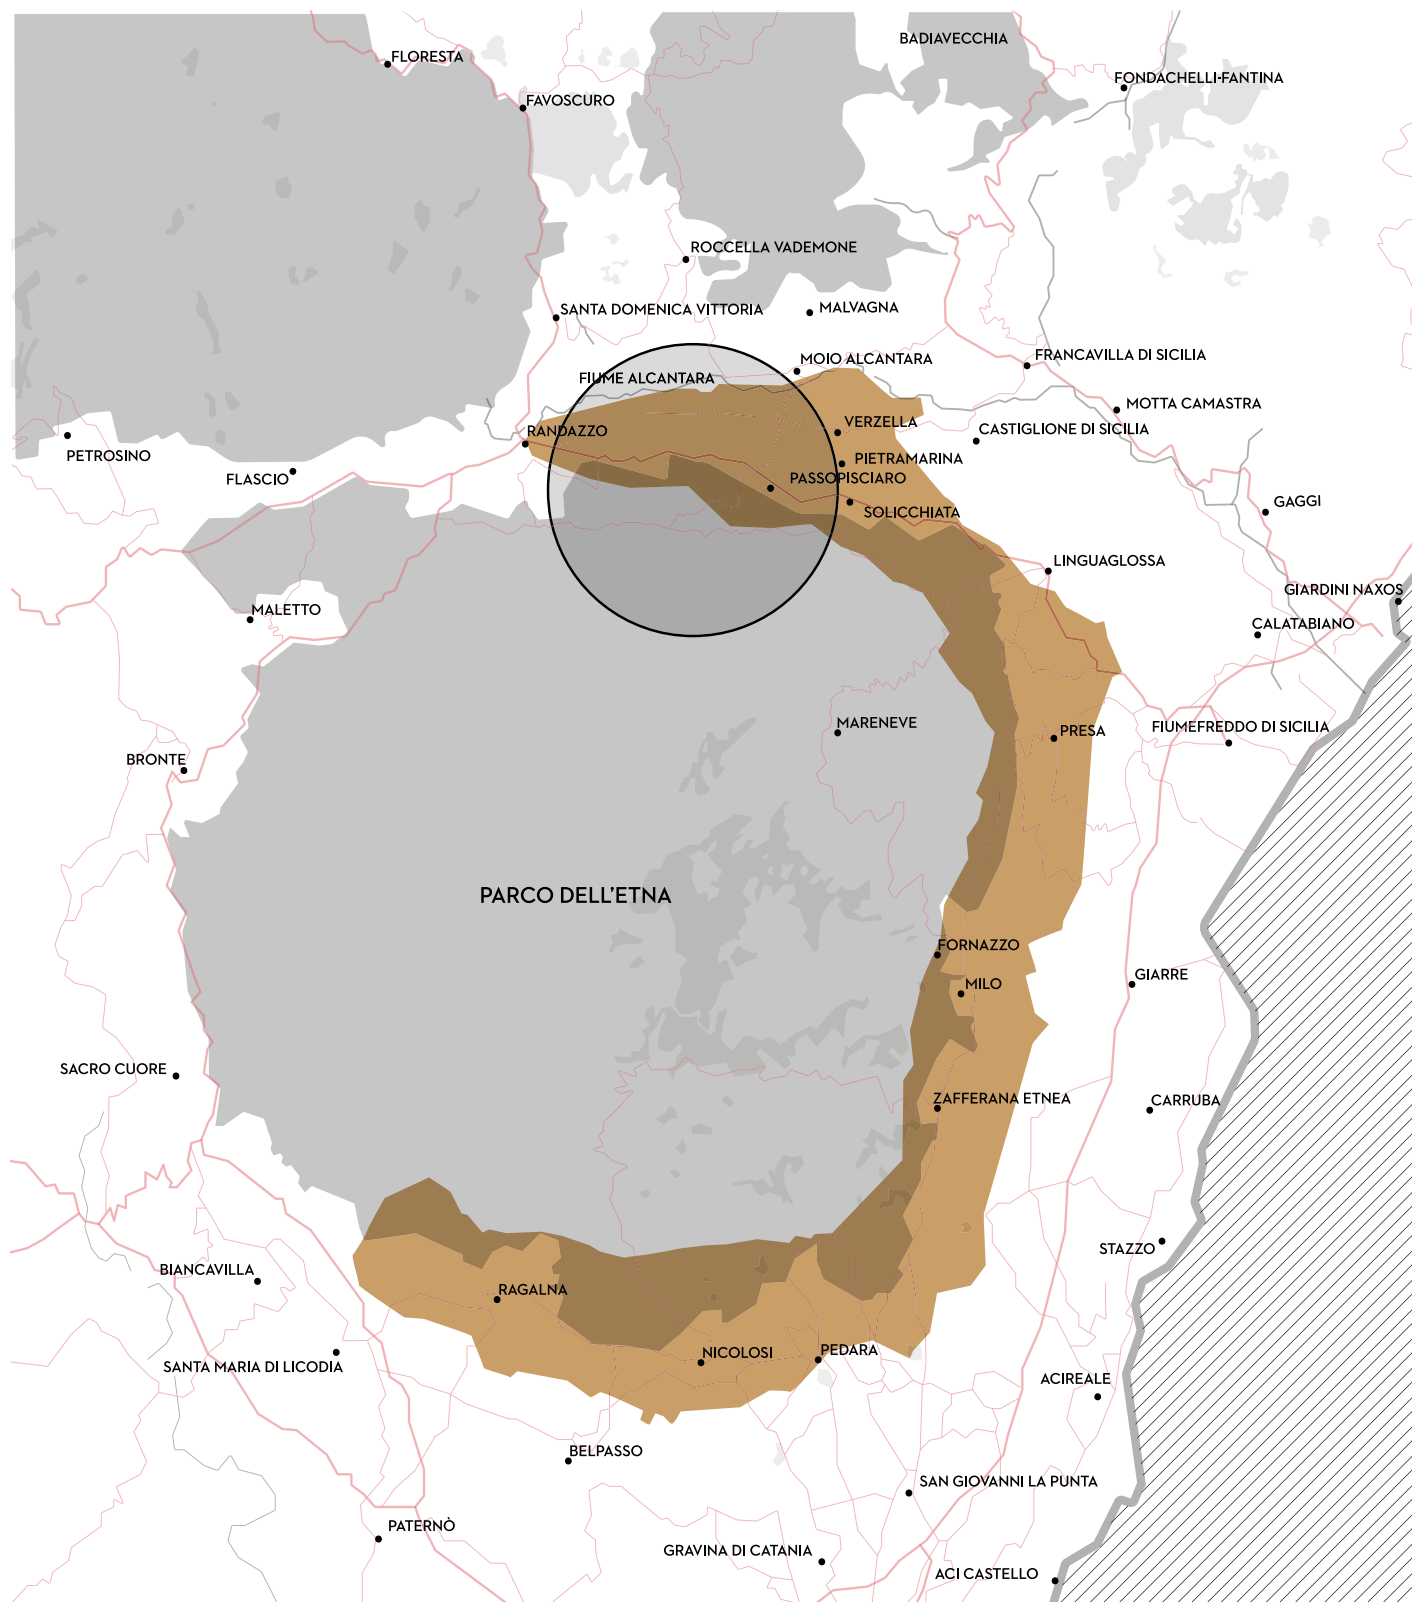 BADIAVECCHIA
FLORESTA
FONDACHELLI-FANTINA
FAVOSCURO
ROCCELLA VADEMONE
SANTA DOMENICA VITTORIA
MALVAGNA
FRANCAVILLA DI SICILIA
MOIO ALCANTARA
FIUME ALCANTARA
MOTTA CAMASTRA
VERZELLA
CASTIGLIONE DI SICILIA
RANDAZZO
PETROSINO
PIETRAMARINA
FLASCIO
PASSOPISCIARO
GAGGI
SOLICCHIATA
LINGUAGLOSSA
GIARDINI NAXOS
MALETTO
CALATABIANO
MARENEVE
PRESA
FIUMEFREDDO DI SICILIA
BRONTE
PARCO DELL'ETNA
FORNAZZO
GIARRE
MILO
SACRO CUORE
ZAFFERANA ETNEA
CARRUBA
STAZZO
BIANCAVILLA
RAGALNA
PEDARA
NICOLOSI
SANTA MARIA DI LICODIA
ACIREALE
BELPASSO
SAN GIOVANNI LA PUNTA
PATERNÒ
GRAVINA DI CATANIA
ACI CASTELLO